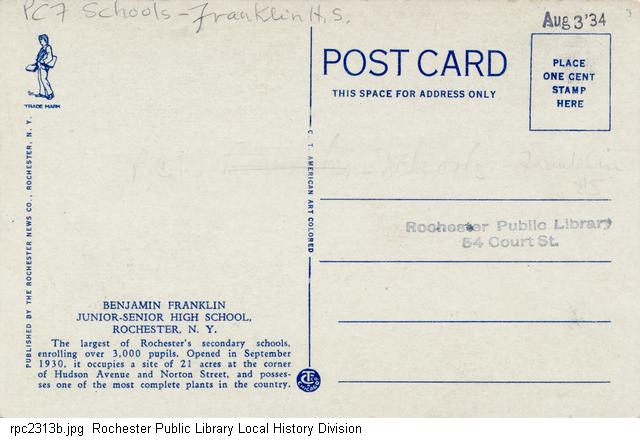 PC7 Schools - Franklin H.S.
Aug 3 '34
TRADE MARK
POST CARD
THIS SPACE FOR ADDRESS ONLY
PLACE
ONE CENT
STAMP
HERE
PUBLISHED BY THE ROCHESTER NEWS CO., ROCHESTER, N. Y.
C. T. AMERICAN ART COLORED
Schools Franklin
HS
Rochester Public Library
54 Court St.
BENJAMIN FRANKLIN
JUNIOR-SENIOR HIGH SCHOOL,
ROCHESTER, N. Y.
The largest of Rochester's secondary schools,
enrolling over 3,000 pupils. Opened in September
1930, it occupies a site of 21 acres at the corner
of Hudson Avenue and Norton Street, and posses-
ses one of the most complete plants in the country.
CHICAGO
rpc2313b.jpg Rochester Public Library Local History Division